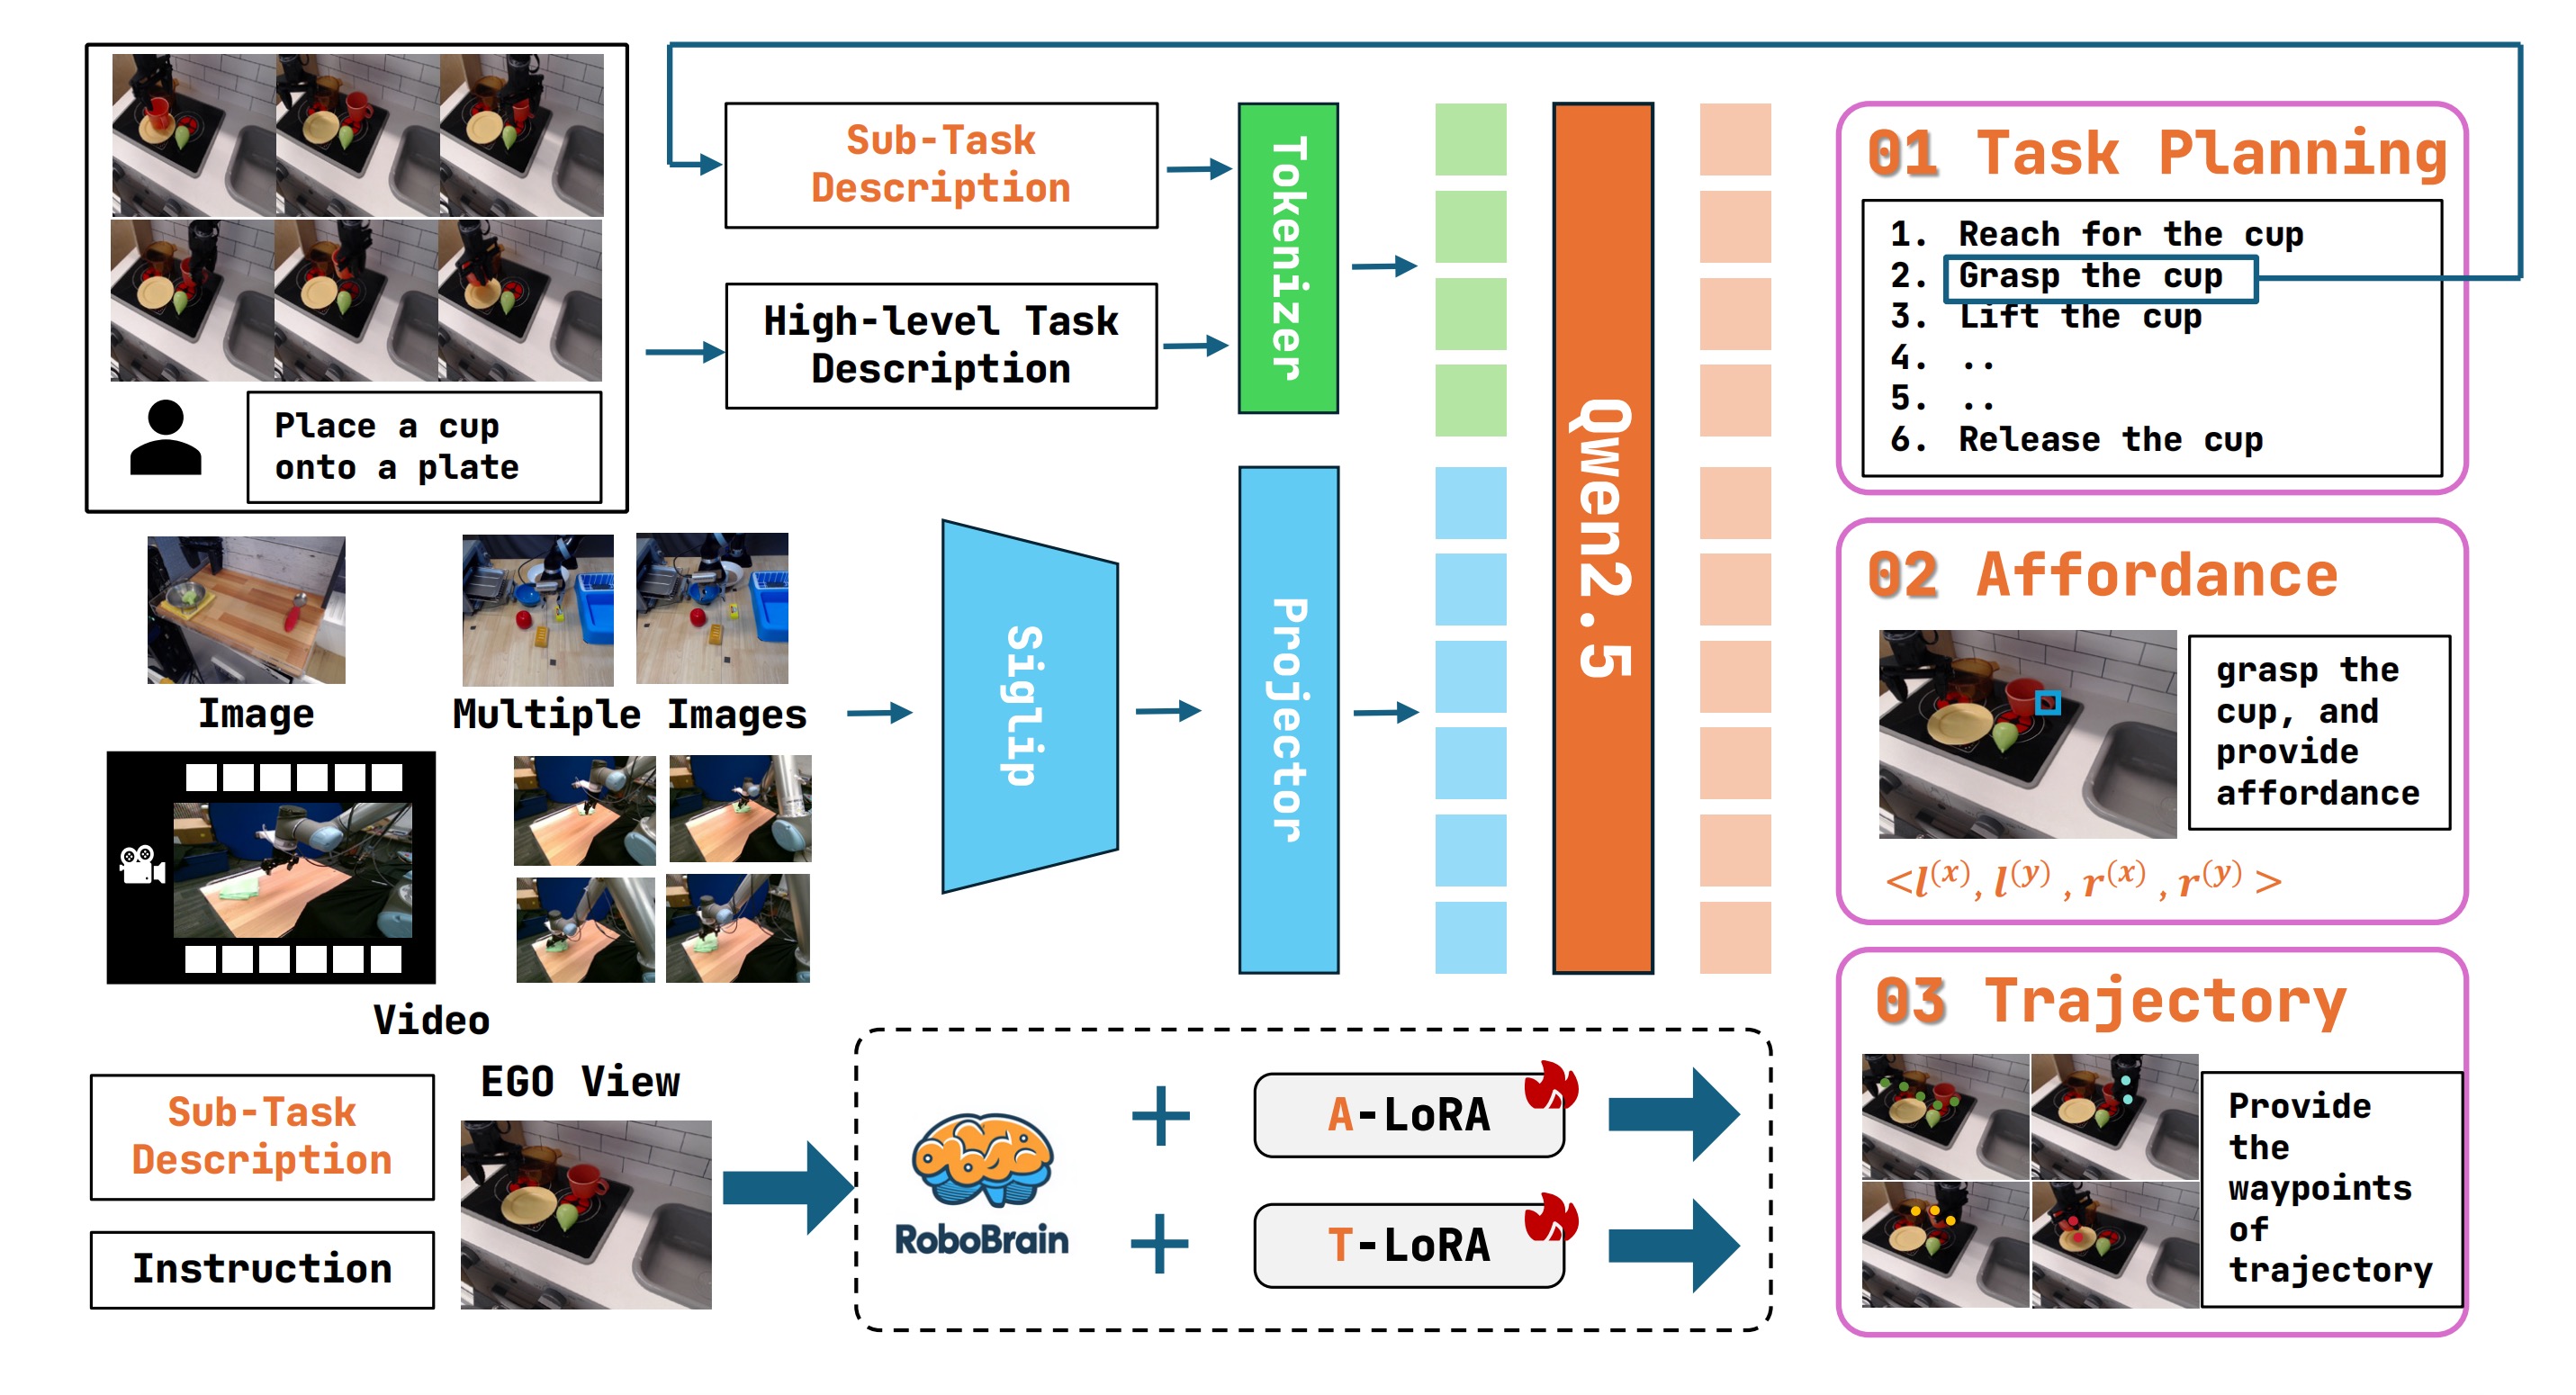 Place a cup
onto a plate
Sub-Task
Description
High-level Task
Description
Tokenizer
Image
Multiple Images
Video
Siglip
Projector
Qwen2.5
01 Task Planning
1. Reach for the cup
2. Grasp the cup
3. Lift the cup
4. ..
5. ..
6. Release the cup
02 Affordance
grasp the
cup, and
provide
affordance
<l^(x), l^(y), r^(x), r^(y)>
03 Trajectory
Provide
the
waypoints
of
trajectory
Sub-Task
Description
Instruction
EGO View
RoboBrain
+
A-LoRA
+
T-LoRA